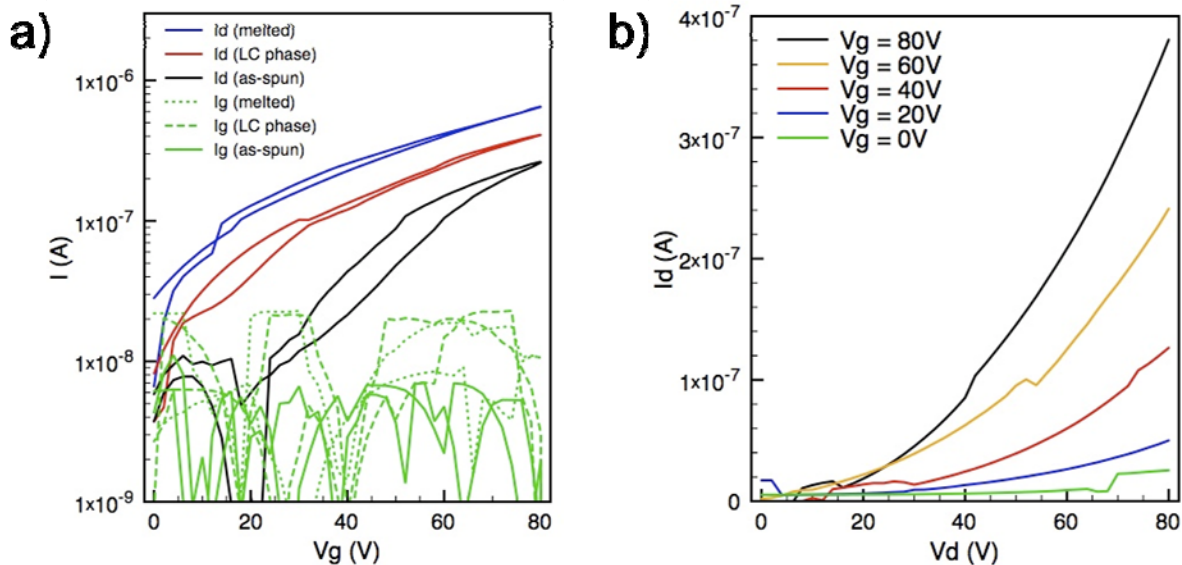 a)
Id (melted)
Id (LC phase)
Id (as-spun)
Ig (melted)
Ig (LC phase)
Ig (as-spun)
1x10⁻⁶
1x10⁻⁷
1x10⁻⁸
1x10⁻⁹
I (A)
0
20
40
60
80
Vg (V)
b)
Vg = 80V
Vg = 60V
Vg = 40V
Vg = 20V
Vg = 0V
4x10⁻⁷
3x10⁻⁷
2x10⁻⁷
1x10⁻⁷
0
Id (A)
0
20
40
60
80
Vd (V)